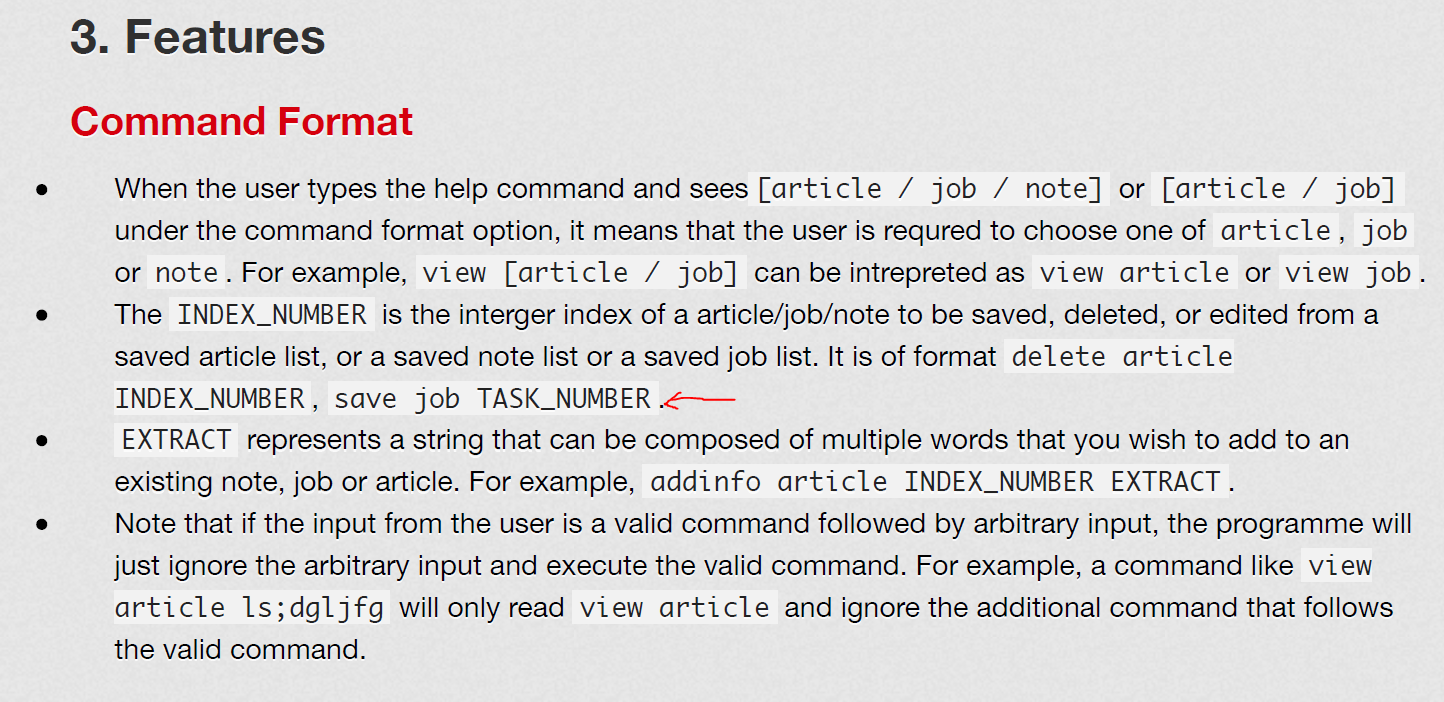 3. Features
Command Format
When the user types the help command and sees [article / job / note] or [article / job]
under the command format option, it means that the user is requred to choose one of article, job
or note. For example, view [article / job] can be intrepreted as view article or view job.
The INDEX_NUMBER is the interger index of a article/job/note to be saved, deleted, or edited from a
saved article list, or a saved note list or a saved job list. It is of format delete article
INDEX_NUMBER, save job TASK_NUMBER.
EXTRACT represents a string that can be composed of multiple words that you wish to add to an
existing note, job or article. For example, addinfo article INDEX_NUMBER EXTRACT.
Note that if the input from the user is a valid command followed by arbitrary input, the programme will
just ignore the arbitrary input and execute the valid command. For example, a command like view
article ls;dgljfg will only read view article and ignore the additional command that follows
the valid command.